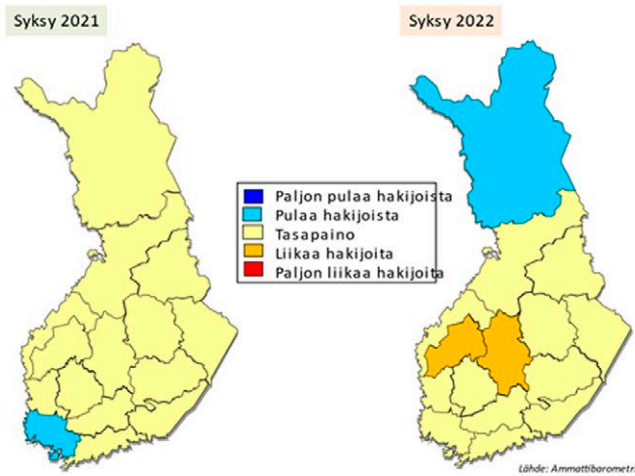 Syksy 2021
Syksy 2022
Paljon pulaa hakijoista
Pulaa hakijoista
Tasapaino
Liikaa hakijoita
Paljon liikaa hakijoita
Lähde: Ammattibarometri